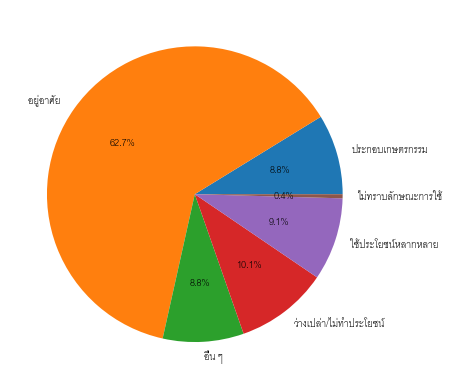 อยู่อาศัย
62.7%
ประกอบเกษตรกรรม
8.8%
ไม่ทราบลักษณะการใช้
0.4%
9.1%
ใช้ประโยชน์หลากหลาย
10.1%
8.8%
ว่างเปล่า/ไม่ทำประโยชน์
อื่น ๆ